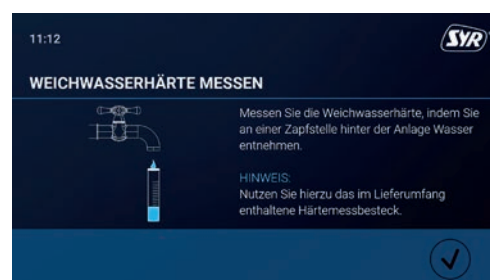 11:12
SYR
WEICHWASSERHÄRTE MESSEN
Messen Sie die Weichwasserhärte, indem Sie
an einer Zapfstelle hinter der Anlage Wasser
entnehmen.
HINWEIS:
Nutzen Sie hierzu das im Lieferumfang
enthaltene Härtemessbesteck.